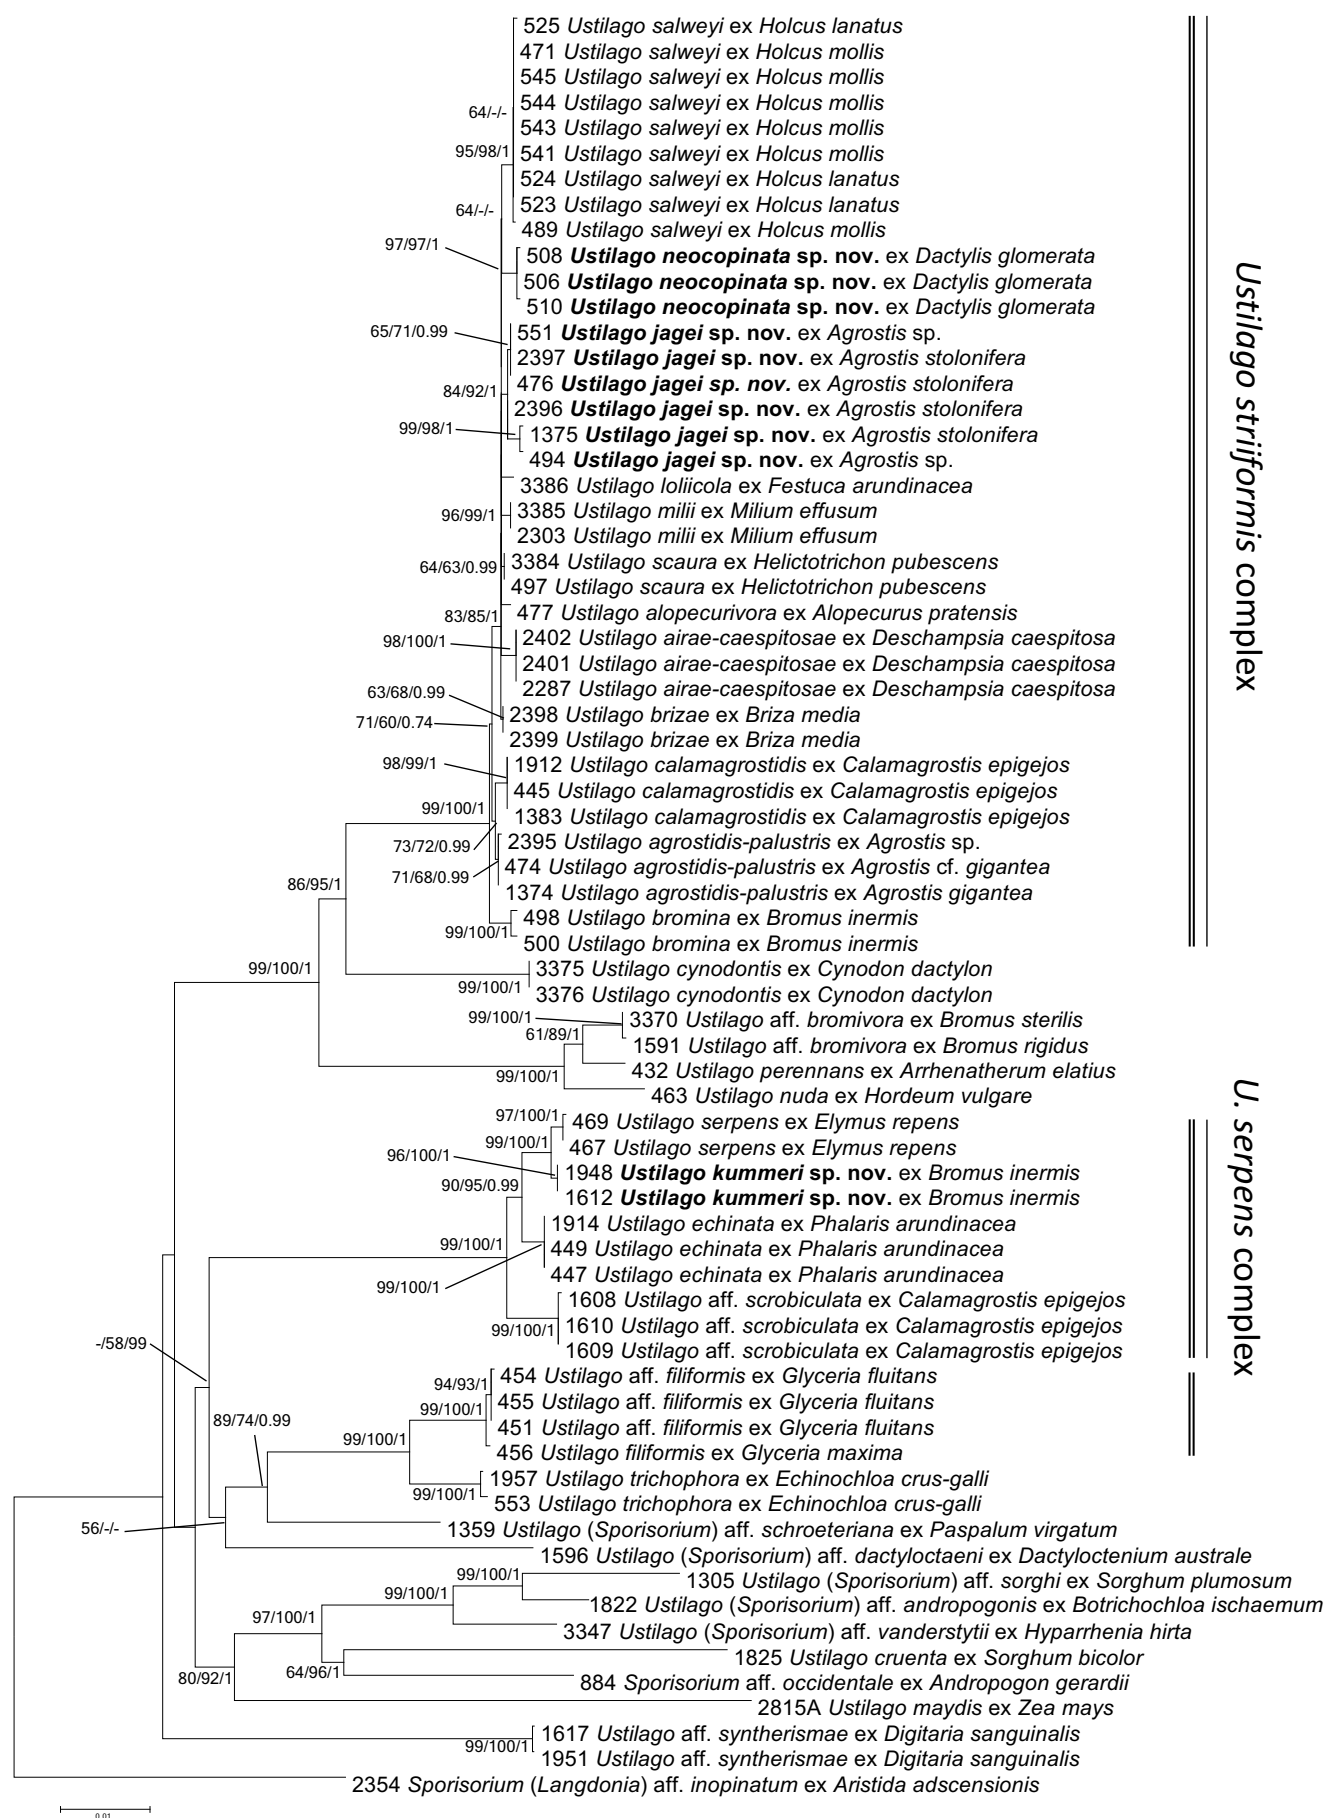 525 Ustilago salweyi ex Holcus lanatus
471 Ustilago salweyi ex Holcus mollis
545 Ustilago salweyi ex Holcus mollis
544 Ustilago salweyi ex Holcus mollis
64/-/-
543 Ustilago salweyi ex Holcus mollis
95/98/1
541 Ustilago salweyi ex Holcus mollis
524 Ustilago salweyi ex Holcus lanatus
64/-/-
523 Ustilago salweyi ex Holcus lanatus
489 Ustilago salweyi ex Holcus mollis
97/97/1
508 Ustilago neocopinata sp. nov. ex Dactylis glomerata
506 Ustilago neocopinata sp. nov. ex Dactylis glomerata
510 Ustilago neocopinata sp. nov. ex Dactylis glomerata
65/71/0.99
551 Ustilago jagei sp. nov. ex Agrostis sp.
2397 Ustilago jagei sp. nov. ex Agrostis stolonifera
84/92/1
476 Ustilago jagei sp. nov. ex Agrostis stolonifera
2396 Ustilago jagei sp. nov. ex Agrostis stolonifera
99/98/1
1375 Ustilago jagei sp. nov. ex Agrostis stolonifera
494 Ustilago jagei sp. nov. ex Agrostis sp.
3386 Ustilago loliicola ex Festuca arundinacea
96/99/1
3385 Ustilago milii ex Milium effusum
2303 Ustilago milii ex Milium effusum
64/63/0.99
3384 Ustilago scaura ex Helictotrichon pubescens
497 Ustilago scaura ex Helictotrichon pubescens
83/85/1
477 Ustilago alopecurivora ex Alopecurus pratensis
98/100/1
2402 Ustilago airae-caespitosae ex Deschampsia caespitosa
2401 Ustilago airae-caespitosae ex Deschampsia caespitosa
2287 Ustilago airae-caespitosae ex Deschampsia caespitosa
63/68/0.99
71/60/0.74
2398 Ustilago brizae ex Briza media
2399 Ustilago brizae ex Briza media
98/99/1
1912 Ustilago calamagrostidis ex Calamagrostis epigejos
445 Ustilago calamagrostidis ex Calamagrostis epigejos
99/100/1
1383 Ustilago calamagrostidis ex Calamagrostis epigejos
73/72/0.99
2395 Ustilago agrostidis-palustris ex Agrostis sp.
71/68/0.99
474 Ustilago agrostidis-palustris ex Agrostis cf. gigantea
86/95/1
1374 Ustilago agrostidis-palustris ex Agrostis gigantea
498 Ustilago bromina ex Bromus inermis
99/100/1
500 Ustilago bromina ex Bromus inermis
Ustilago striiformis complex
99/100/1
3375 Ustilago cynodontis ex Cynodon dactylon
99/100/1
3376 Ustilago cynodontis ex Cynodon dactylon
99/100/1
3370 Ustilago aff. bromivora ex Bromus sterilis
61/89/1
1591 Ustilago aff. bromivora ex Bromus rigidus
99/100/1
432 Ustilago perennans ex Arrhenatherum elatius
463 Ustilago nuda ex Hordeum vulgare
97/100/1
469 Ustilago serpens ex Elymus repens
99/100/1
467 Ustilago serpens ex Elymus repens
96/100/1
1948 Ustilago kummeri sp. nov. ex Bromus inermis
90/95/0.99
1612 Ustilago kummeri sp. nov. ex Bromus inermis
1914 Ustilago echinata ex Phalaris arundinacea
99/100/1
449 Ustilago echinata ex Phalaris arundinacea
99/100/1
447 Ustilago echinata ex Phalaris arundinacea
1608 Ustilago aff. scrobiculata ex Calamagrostis epigejos
99/100/1
1610 Ustilago aff. scrobiculata ex Calamagrostis epigejos
1609 Ustilago aff. scrobiculata ex Calamagrostis epigejos
U. serpens complex
-/58/99
94/93/1
454 Ustilago aff. filiformis ex Glyceria fluitans
99/100/1
455 Ustilago aff. filiformis ex Glyceria fluitans
89/74/0.99
451 Ustilago aff. filiformis ex Glyceria fluitans
99/100/1
456 Ustilago filiformis ex Glyceria maxima
1957 Ustilago trichophora ex Echinochloa crus-galli
99/100/1
553 Ustilago trichophora ex Echinochloa crus-galli
56/-/-
1359 Ustilago (Sporisorium) aff. schroeteriana ex Paspalum virgatum
1596 Ustilago (Sporisorium) aff. dactyloctaeni ex Dactyloctenium australe
99/100/1
1305 Ustilago (Sporisorium) aff. sorghi ex Sorghum plumosum
99/100/1
1822 Ustilago (Sporisorium) aff. andropogonis ex Botrichochloa ischaemum
97/100/1
3347 Ustilago (Sporisorium) aff. vanderstytii ex Hyparrhenia hirta
1825 Ustilago cruenta ex Sorghum bicolor
80/92/1
64/96/1
884 Sporisorium aff. occidentale ex Andropogon gerardii
2815A Ustilago maydis ex Zea mays
1617 Ustilago aff. syntherismae ex Digitaria sanguinalis
99/100/1
1951 Ustilago aff. syntherismae ex Digitaria sanguinalis
2354 Sporisorium (Langdonia) aff. inopinatum ex Aristida adscensionis
0.01